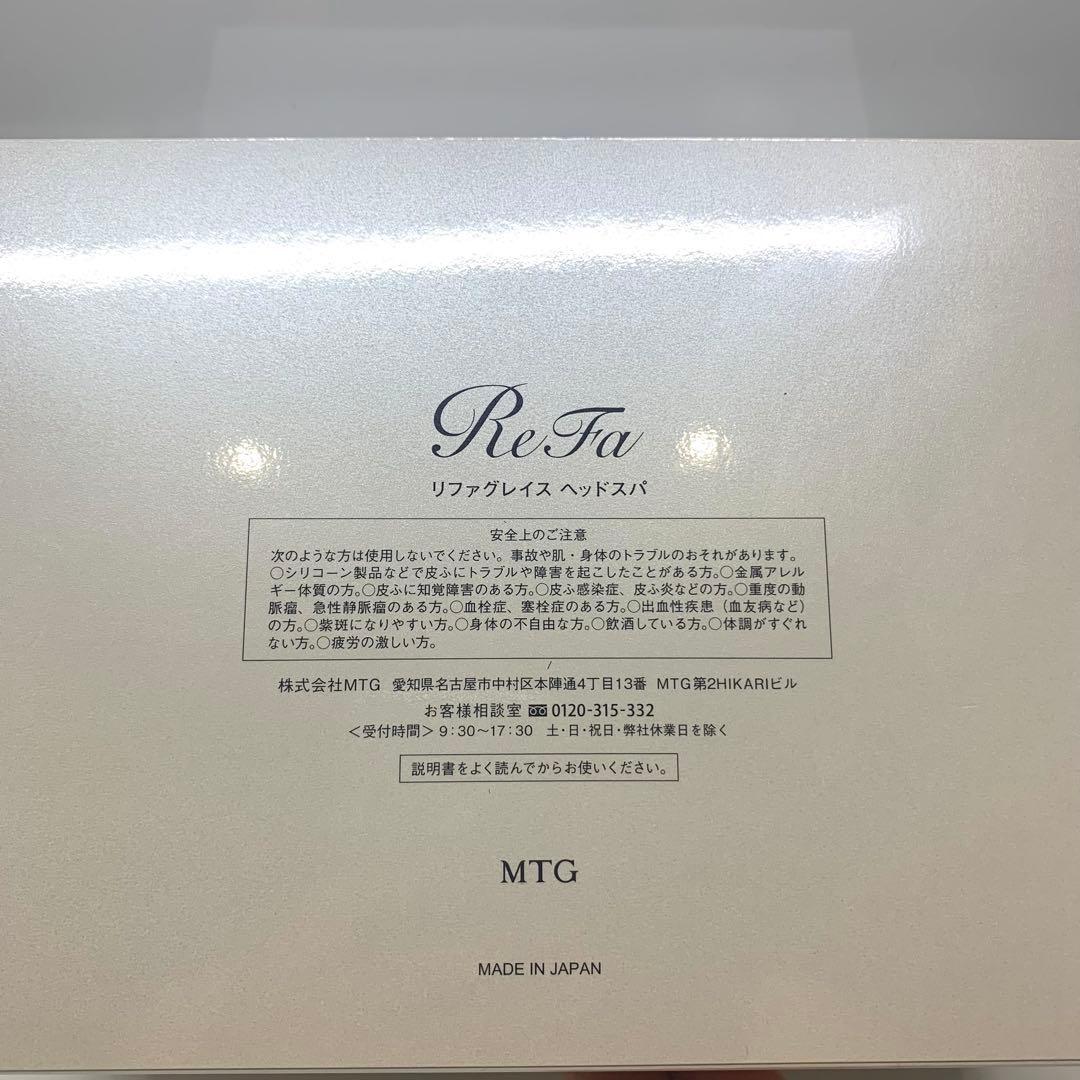 ReFa
リファグレイス ヘッドスパ
安全上のご注意
次のような方は使用しないでください。事故や肌・身体のトラブルのおそれがあります。
○シリコーン製品などで皮ふにトラブルや障害を起こしたことがある方。○金属アレル
ギー体質の方。○皮ふに知覚障害のある方。○皮ふ感染症、皮ふ炎などの方。○重度の動
脈瘤、急性静脈瘤のある方。○血栓症、塞栓症のある方。○出血性疾患（血友病など）
の方。○紫斑になりやすい方。○身体の不自由な方。○飲酒している方。○体調がすぐれ
ない方。○疲労の激しい方。
株式会社MTG 愛知県名古屋市中村区本陣通4丁目13番 MTG第2HIKARIビル
お客様相談室 0120-315-332
＜受付時間＞9:30〜17:30 土・日・祝日・弊社休業日を除く
説明書をよく読んでからお使いください。
MTG
MADE IN JAPAN